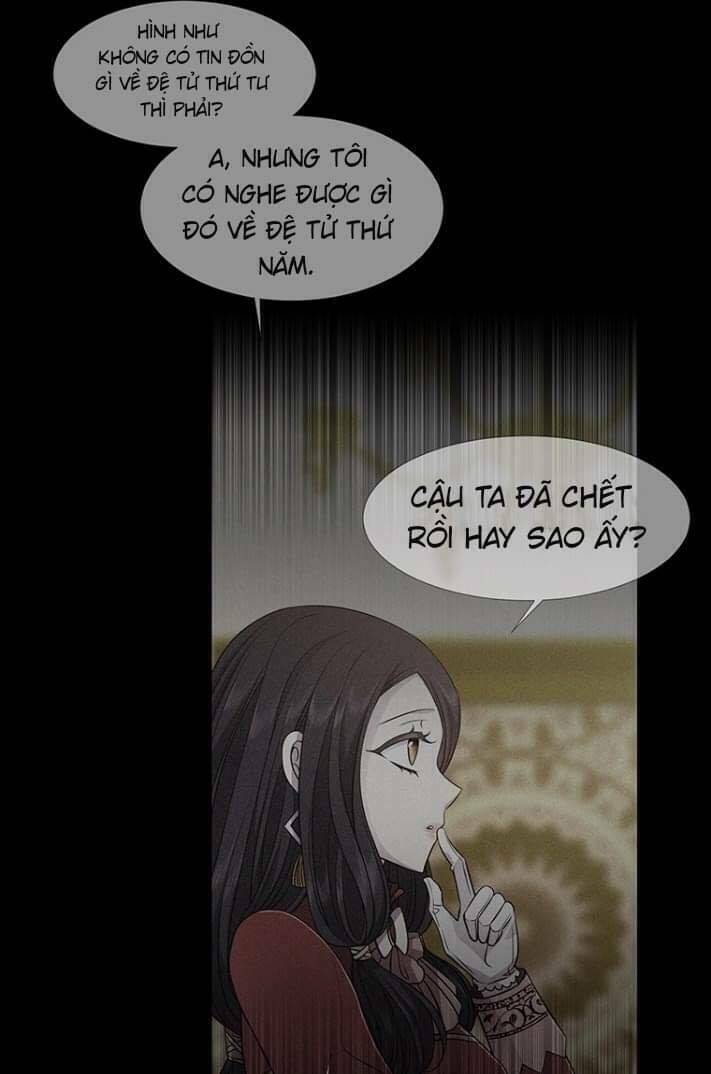 HÌNH NHƯ
KHÔNG CÓ TIN ĐỒN
GÌ VỀ ĐỆ TỬ THỨ TƯ
THÌ PHẢI?
A, NHƯNG TÔI
CÓ NGHE ĐƯỢC GÌ
ĐÓ VỀ ĐỆ TỬ THỨ
NĂM.
CẬU TA ĐÃ CHẾT
RỒI HAY SAO ẤY?